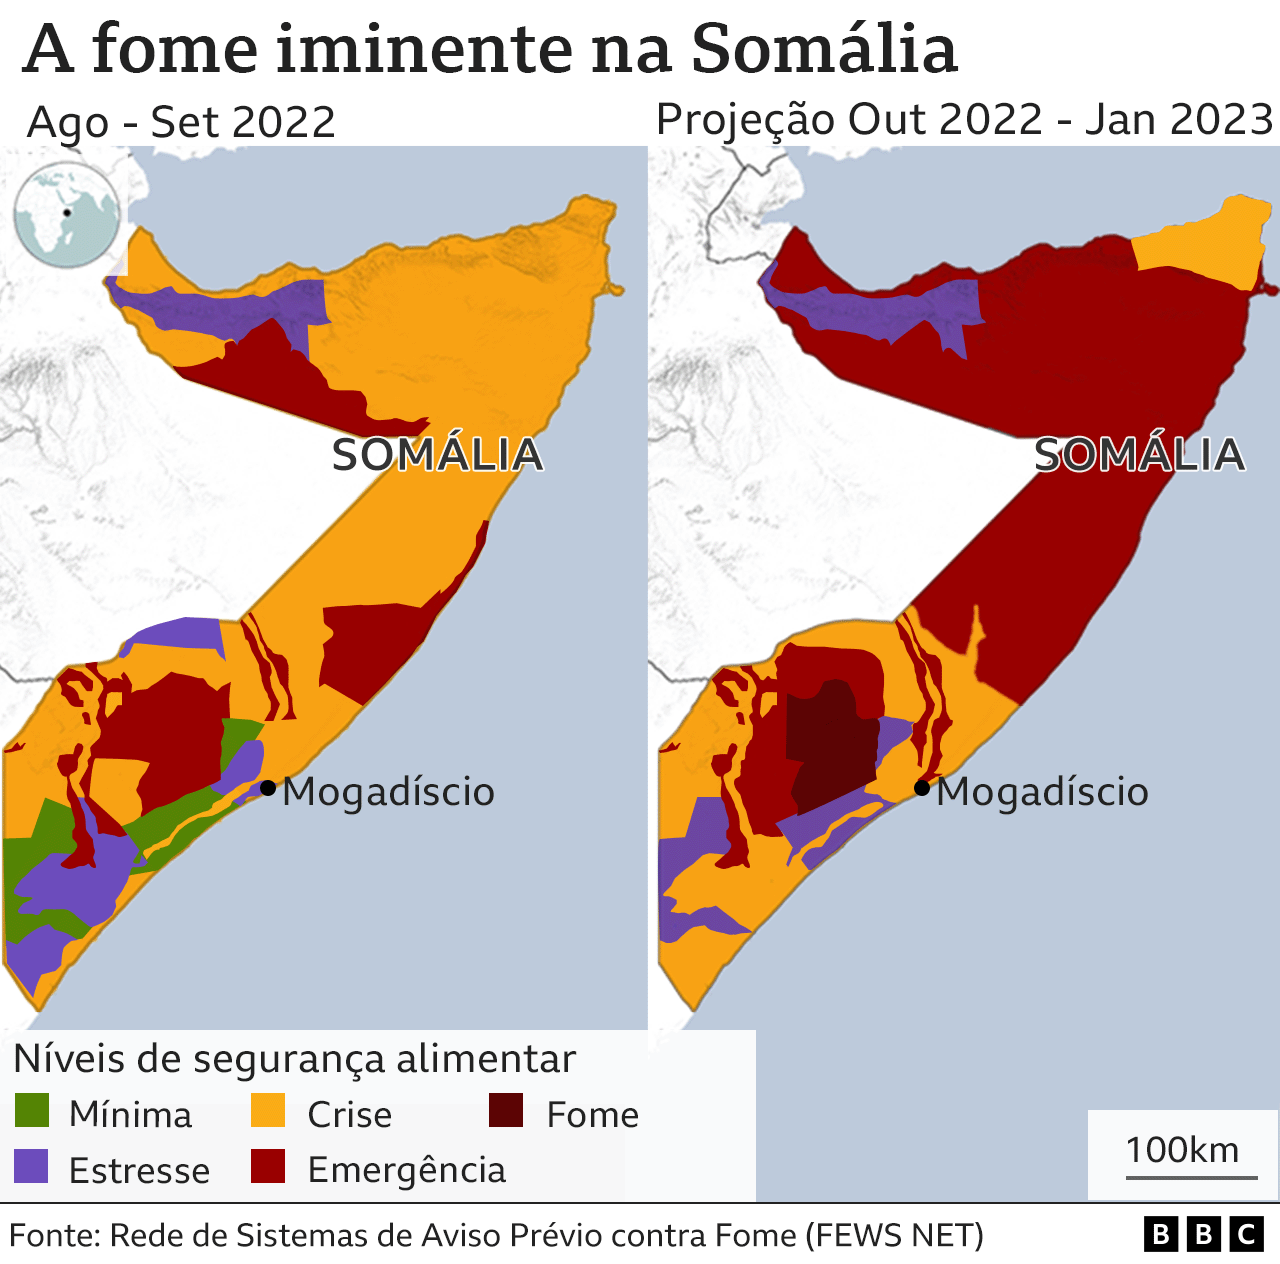 A fome iminente na Somália
Ago - Set 2022
Projeção Out 2022 - Jan 2023
SOMÁLIA
SOMÁLIA
Mogadíscio
Mogadíscio
Níveis de segurança alimentar
Mínima
Crise
Fome
Estresse
Emergência
100km
Fonte: Rede de Sistemas de Aviso Prévio contra Fome (FEWS NET)
BBC